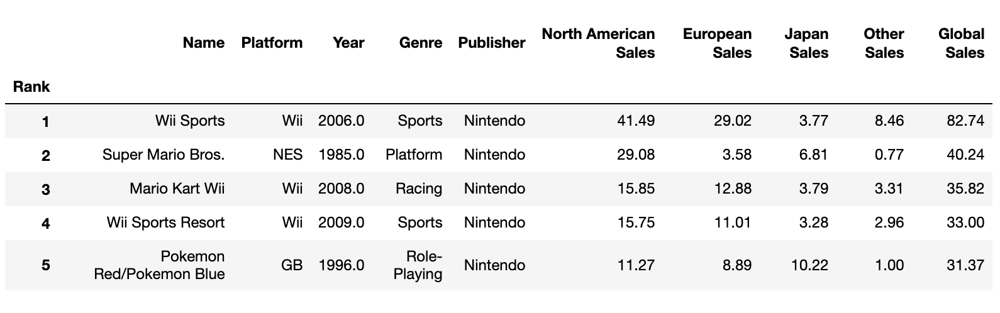 Name Platform Year Genre Publisher North American Sales European Sales Japan Sales Other Sales Global Sales
Rank
1 Wii Sports Wii 2006.0 Sports Nintendo 41.49 29.02 3.77 8.46 82.74
2 Super Mario Bros. NES 1985.0 Platform Nintendo 29.08 3.58 6.81 0.77 40.24
3 Mario Kart Wii Wii 2008.0 Racing Nintendo 15.85 12.88 3.79 3.31 35.82
4 Wii Sports Resort Wii 2009.0 Sports Nintendo 15.75 11.01 3.28 2.96 33.00
5 Pokemon Red/Pokemon Blue GB 1996.0 Role-Playing Nintendo 11.27 8.89 10.22 1.00 31.37